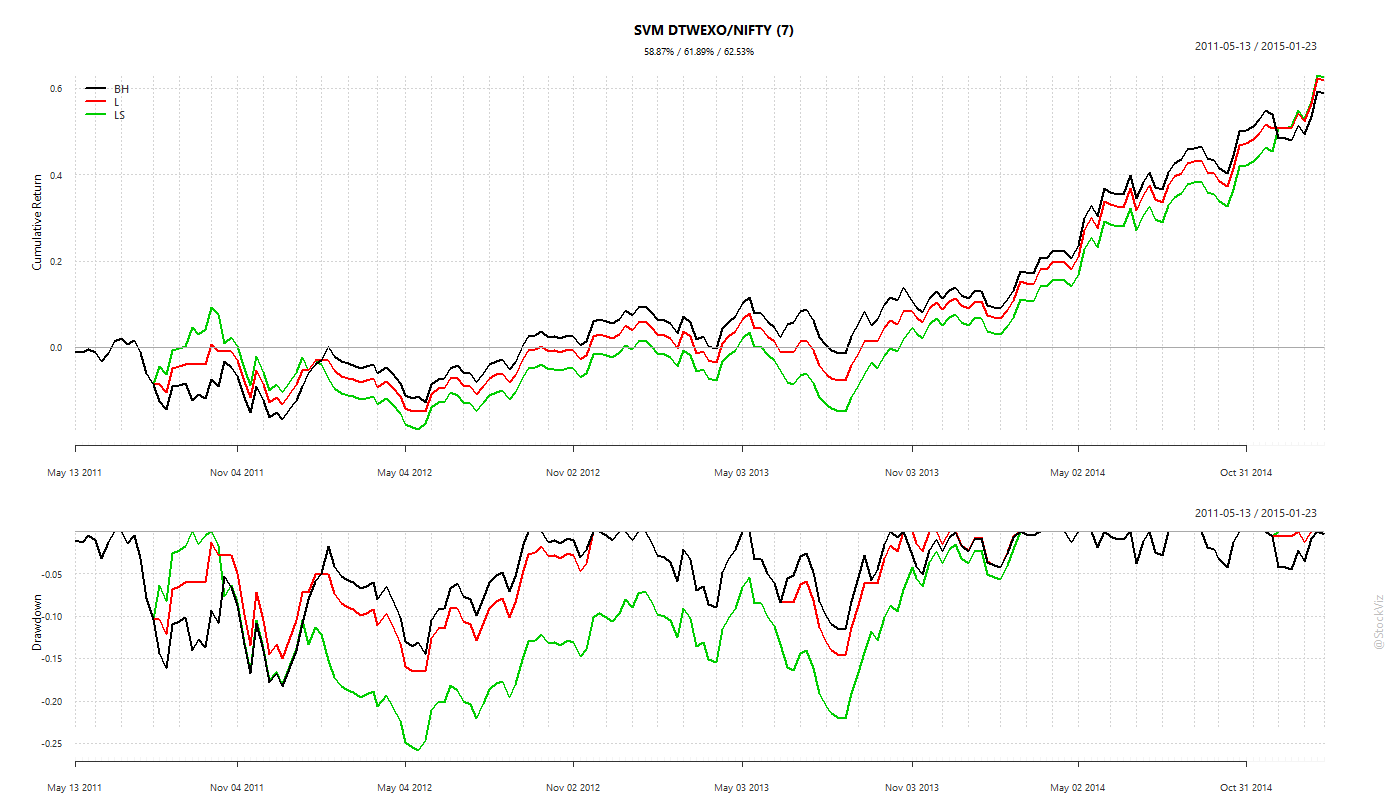 SVM DTWEXO/NIFTY (7)
58.87% / 61.89% / 62.53%
2011-05-13 / 2015-01-23
BH
L
LS
Cumulative Return
0.6
0.4
0.2
0.0
May 13 2011
Nov 04 2011
May 04 2012
Nov 02 2012
May 03 2013
Nov 03 2013
May 02 2014
Oct 31 2014
2011-05-13 / 2015-01-23
Drawdown
-0.05
-0.10
-0.15
-0.20
-0.25
May 13 2011
Nov 04 2011
May 04 2012
Nov 02 2012
May 03 2013
Nov 03 2013
May 02 2014
Oct 31 2014
@StockViz